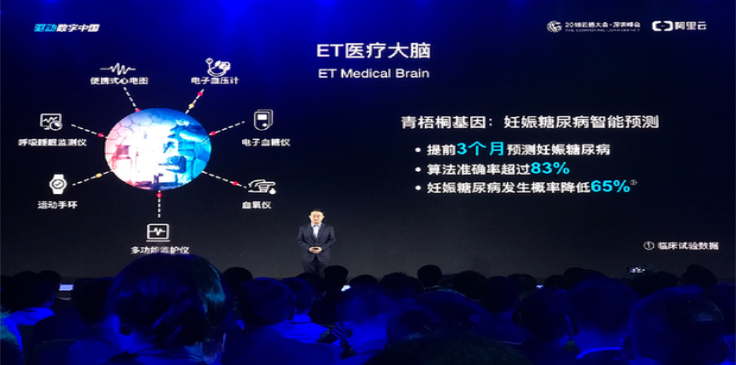 驱动数字中国
2018云栖大会·深圳峰会
THE COMPUTING CONFERENCE
阿里云
ET医疗大脑
ET Medical Brain
便携式心电图
电子血压计
呼吸睡眠监测仪
电子血糖仪
运动手环
血氧仪
多功能监护仪
青梧桐基因：妊娠糖尿病智能预测
• 提前3个月预测妊娠糖尿病
• 算法准确率超过83%
• 妊娠糖尿病发生概率降低65%①
① 临床试验数据